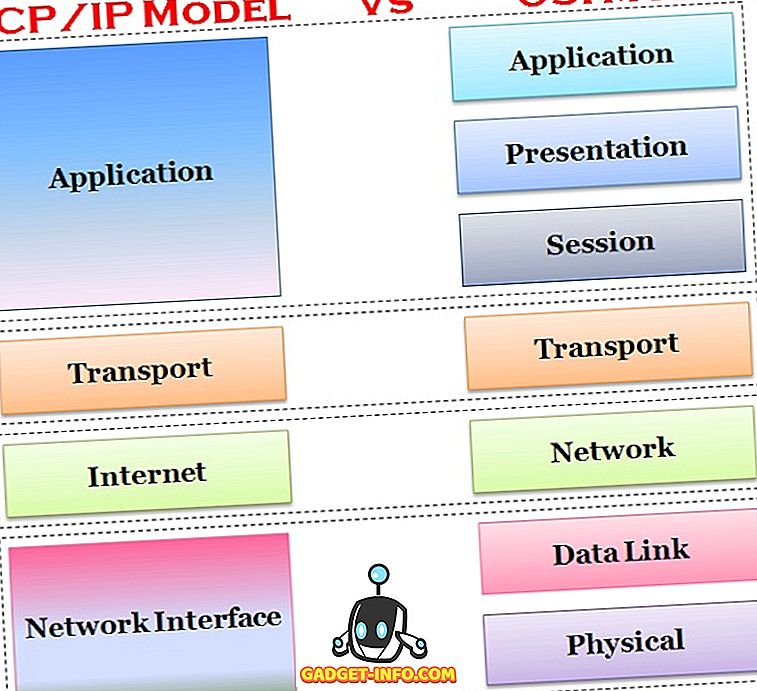 CP/IP MODEL VS
Application
Application
Presentation
Session
Transport
Transport
Internet
Network
Network Interface
Data Link
Physical
GADGET-INFO.COM